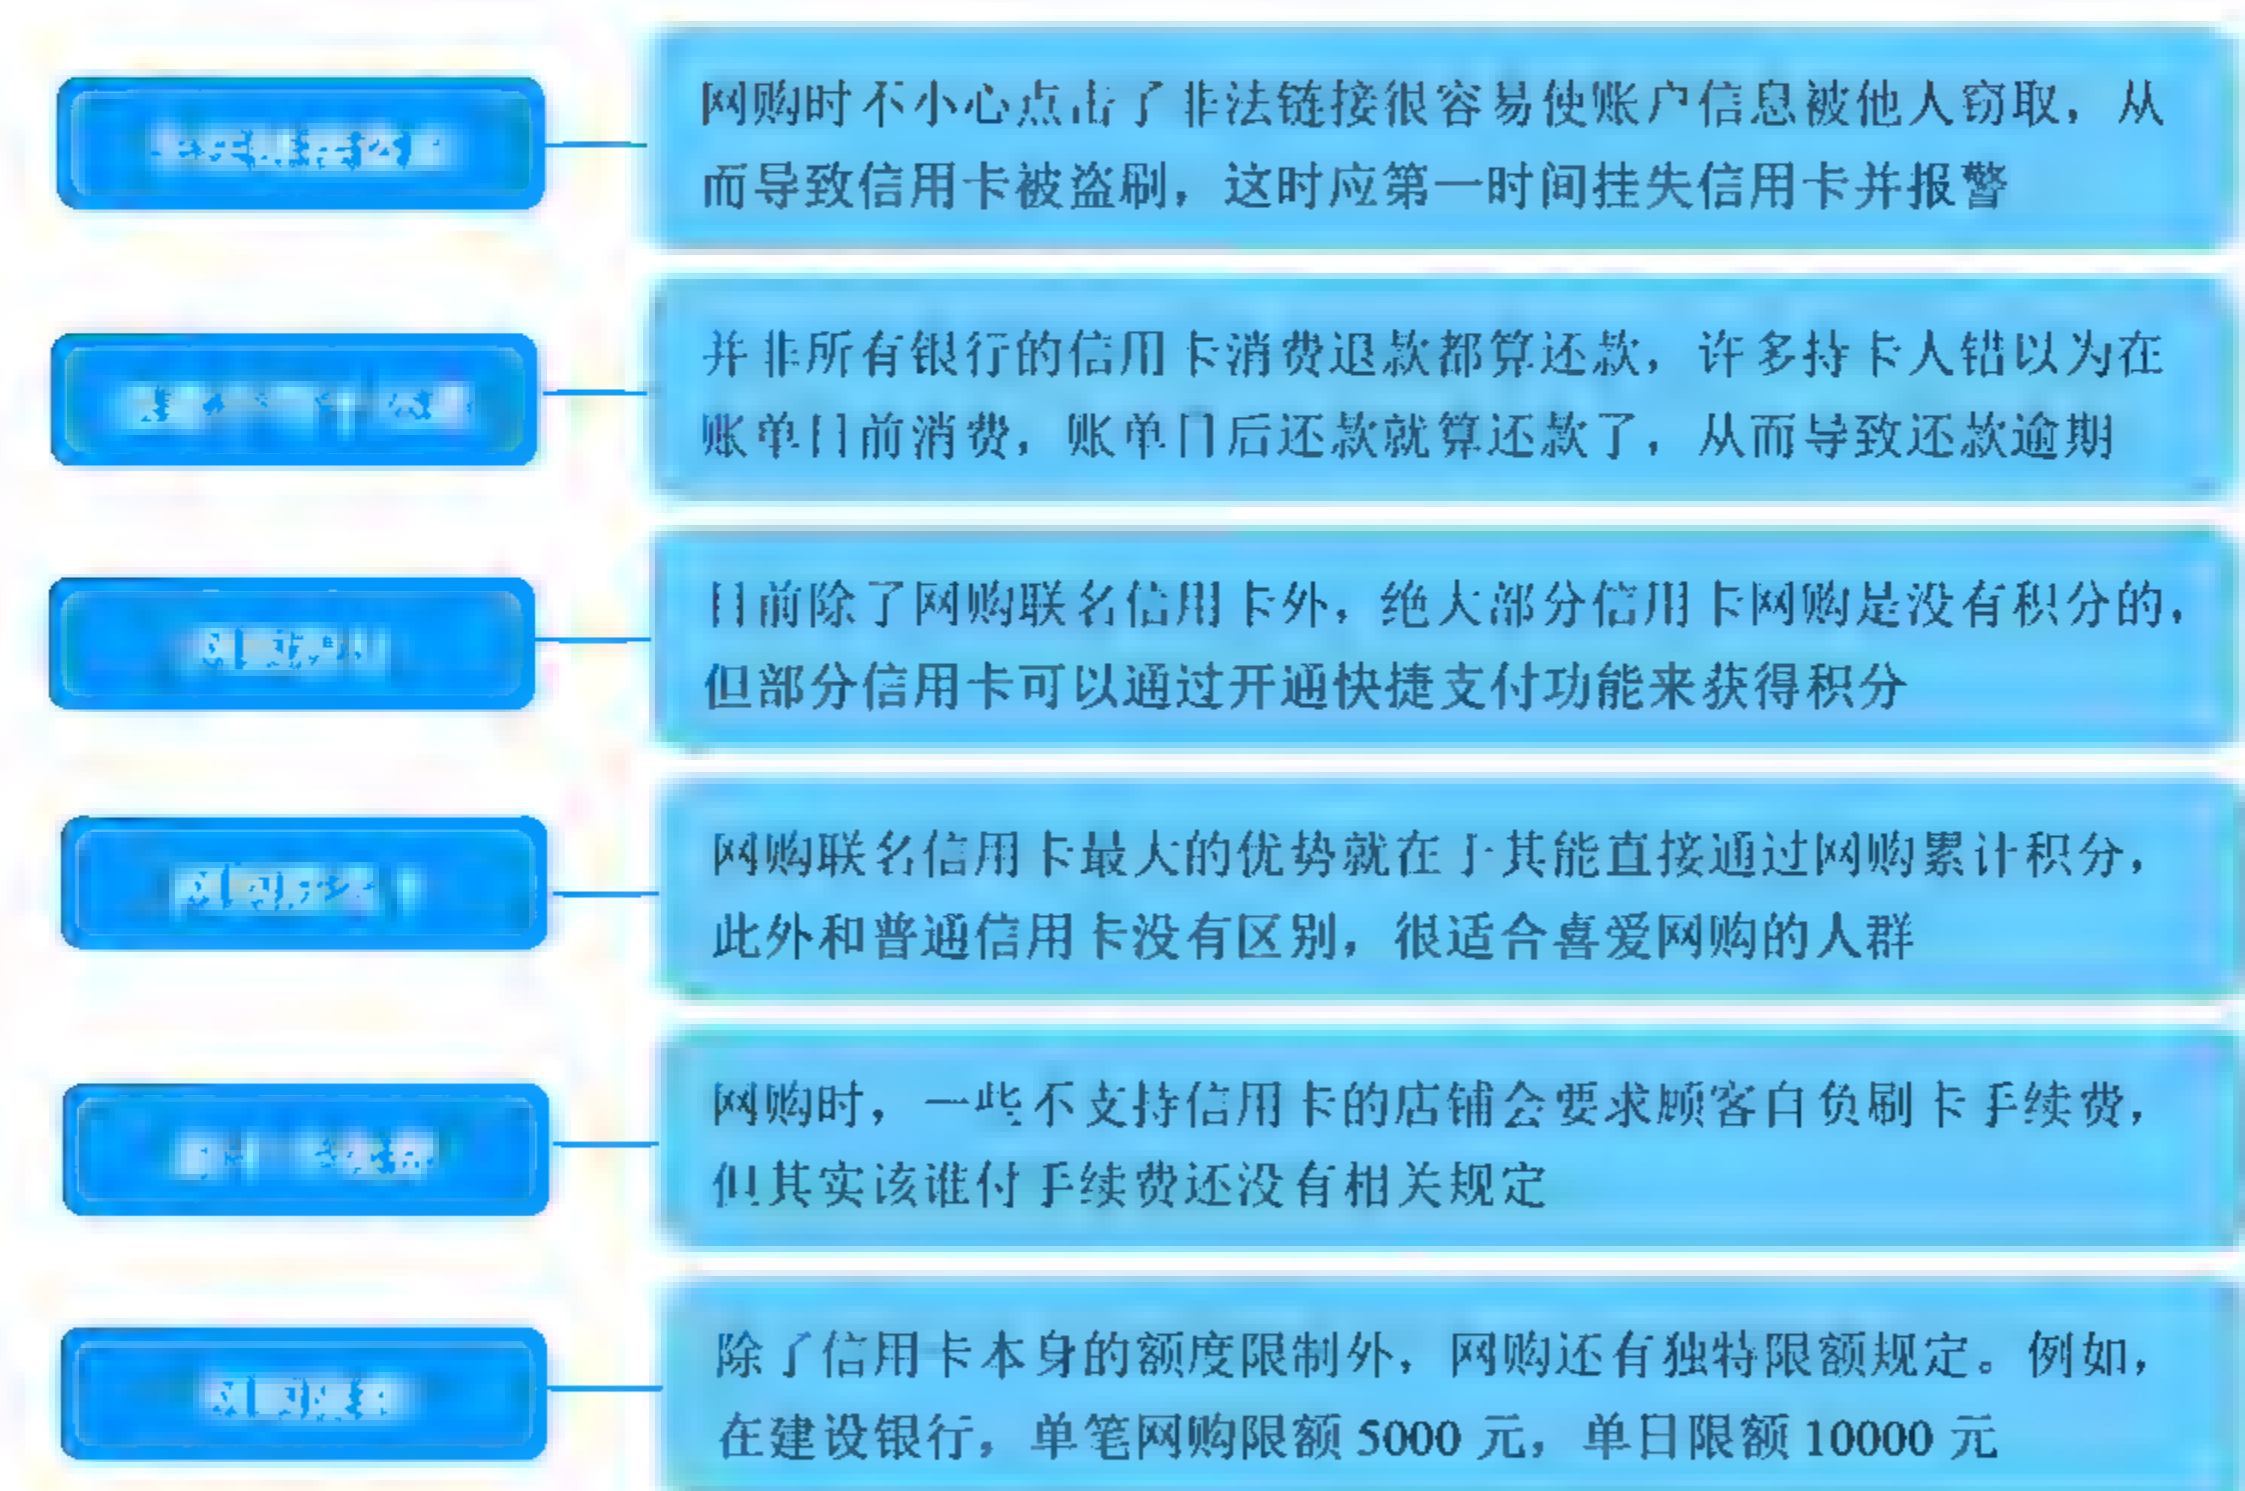 网购时不小心点击了非法链接很容易使账户信息被他人窃取，从
而导致信用卡被盗刷，这时应第一时间挂失信用卡并报警
并非所有银行的信用卡消费退款都算还款，许多持卡人错以为在
账单日前消费，账单日后还款就算还款了，从而导致还款逾期
目前除了网购联名信用卡外，绝大部分信用卡网购是没有积分的，
但部分信用卡可以通过开通快捷支付功能来获得积分
网购联名信用卡最大的优势就在于其能直接通过网购累计积分，
此外和普通信用卡没有区别，很适合喜爱网购的人群
网购时，一些不支持信用卡的店铺会要求顾客自负刷卡手续费，
但其实该谁付手续费还没有相关规定
除了信用卡本身的额度限制外，网购还有独特限额规定。例如，
在建设银行，单笔网购限额 5000 元，单日限额 10000 元